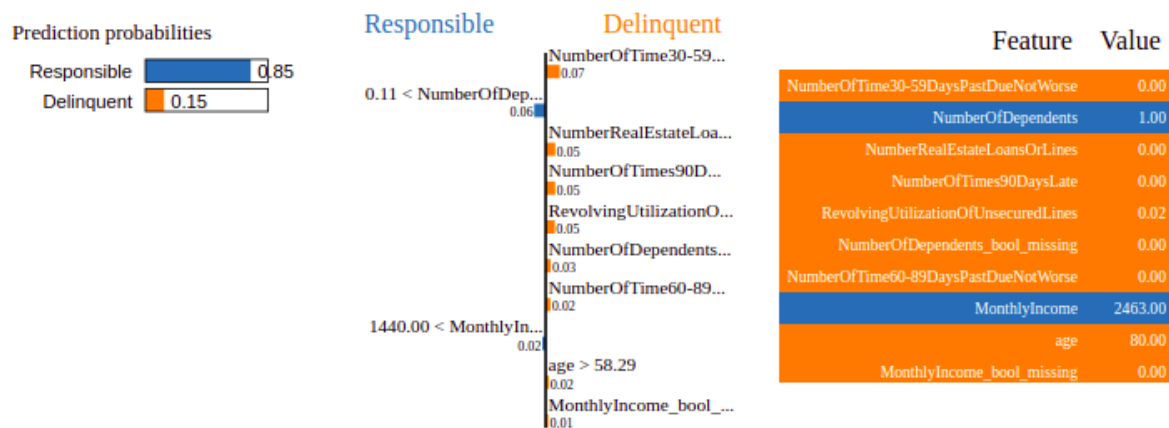 Prediction probabilities
Responsible 0.85
Delinquent 0.15
Responsible Delinquent
NumberOfTime30-59...
0.07
0.11 < NumberOfDep...
0.06
NumberRealEstateLoa...
0.05
NumberOfTimes90D...
0.05
RevolvingUtilizationO...
0.05
NumberOfDependents...
0.03
NumberOfTime60-89...
0.02
1440.00 < MonthlyIn...
0.02
age > 58.29
0.02
MonthlyIncome_bool_...
0.01
Feature Value
NumberOfTime30-59DaysPastDueNotWorse 0.00
NumberOfDependents 1.00
NumberRealEstateLoansOrLines 0.00
NumberOfTimes90DaysLate 0.00
RevolvingUtilizationOfUnsecuredLines 0.02
NumberOfDependents_bool_missing 0.00
NumberOfTime60-89DaysPastDueNotWorse 0.00
MonthlyIncome 2463.00
age 80.00
MonthlyIncome_bool_missing 0.00